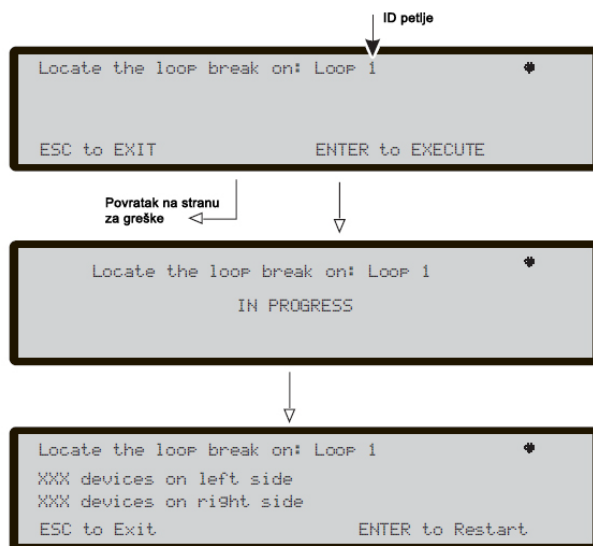 ID petlje
Locate the loop break on: Loop 1
ESC to EXIT ENTER to EXECUTE
Povratak na stranu
za greške
Locate the loop break on: Loop 1
IN PROGRESS
Locate the loop break on: Loop 1
XXX devices on left side
XXX devices on right side
ESC to Exit ENTER to Restart